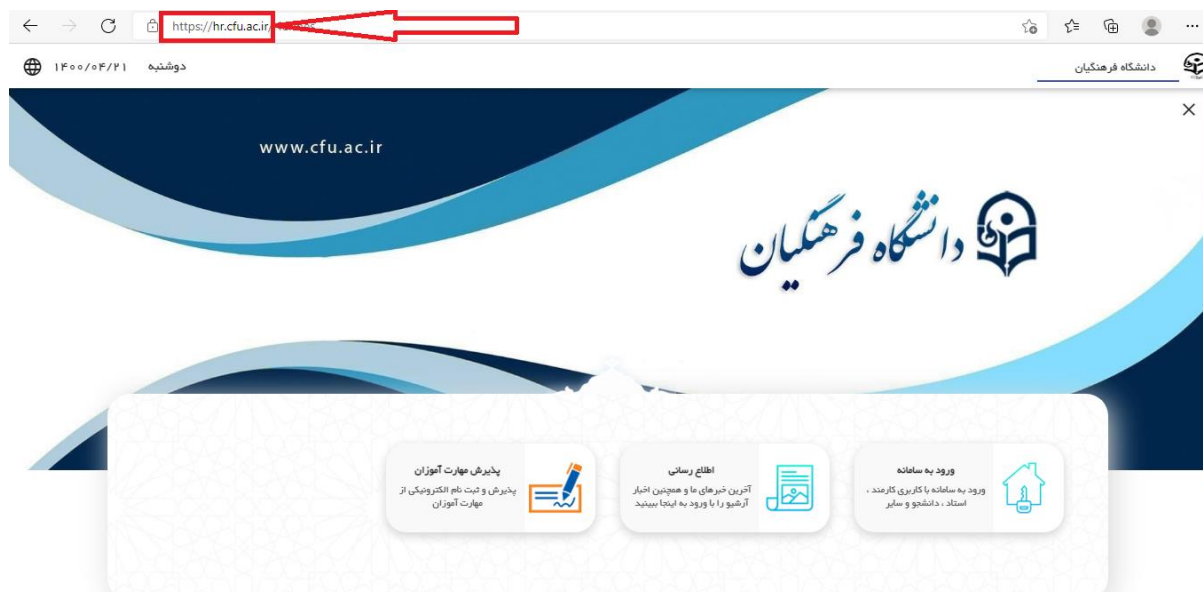 https://hr.cfu.ac.ir/
دانشگاه فرهنگیان
دوشنبه ۱۴۰۰/۰۴/۲۱
www.cfu.ac.ir
دانشگاه فرهنگیان
ورود به سامانه
ورود به سامانه با کاربری کارمند ،
استاد ، دانشجو و سایر
اطلاع رسانی
آخرین خبرهای ما و همچنین اخبار
آرشیو را با ورود به اینجا ببینید
پذیرش مهارت آموزان
پذیرش و ثبت نام الکترونیکی از
مهارت آموزان